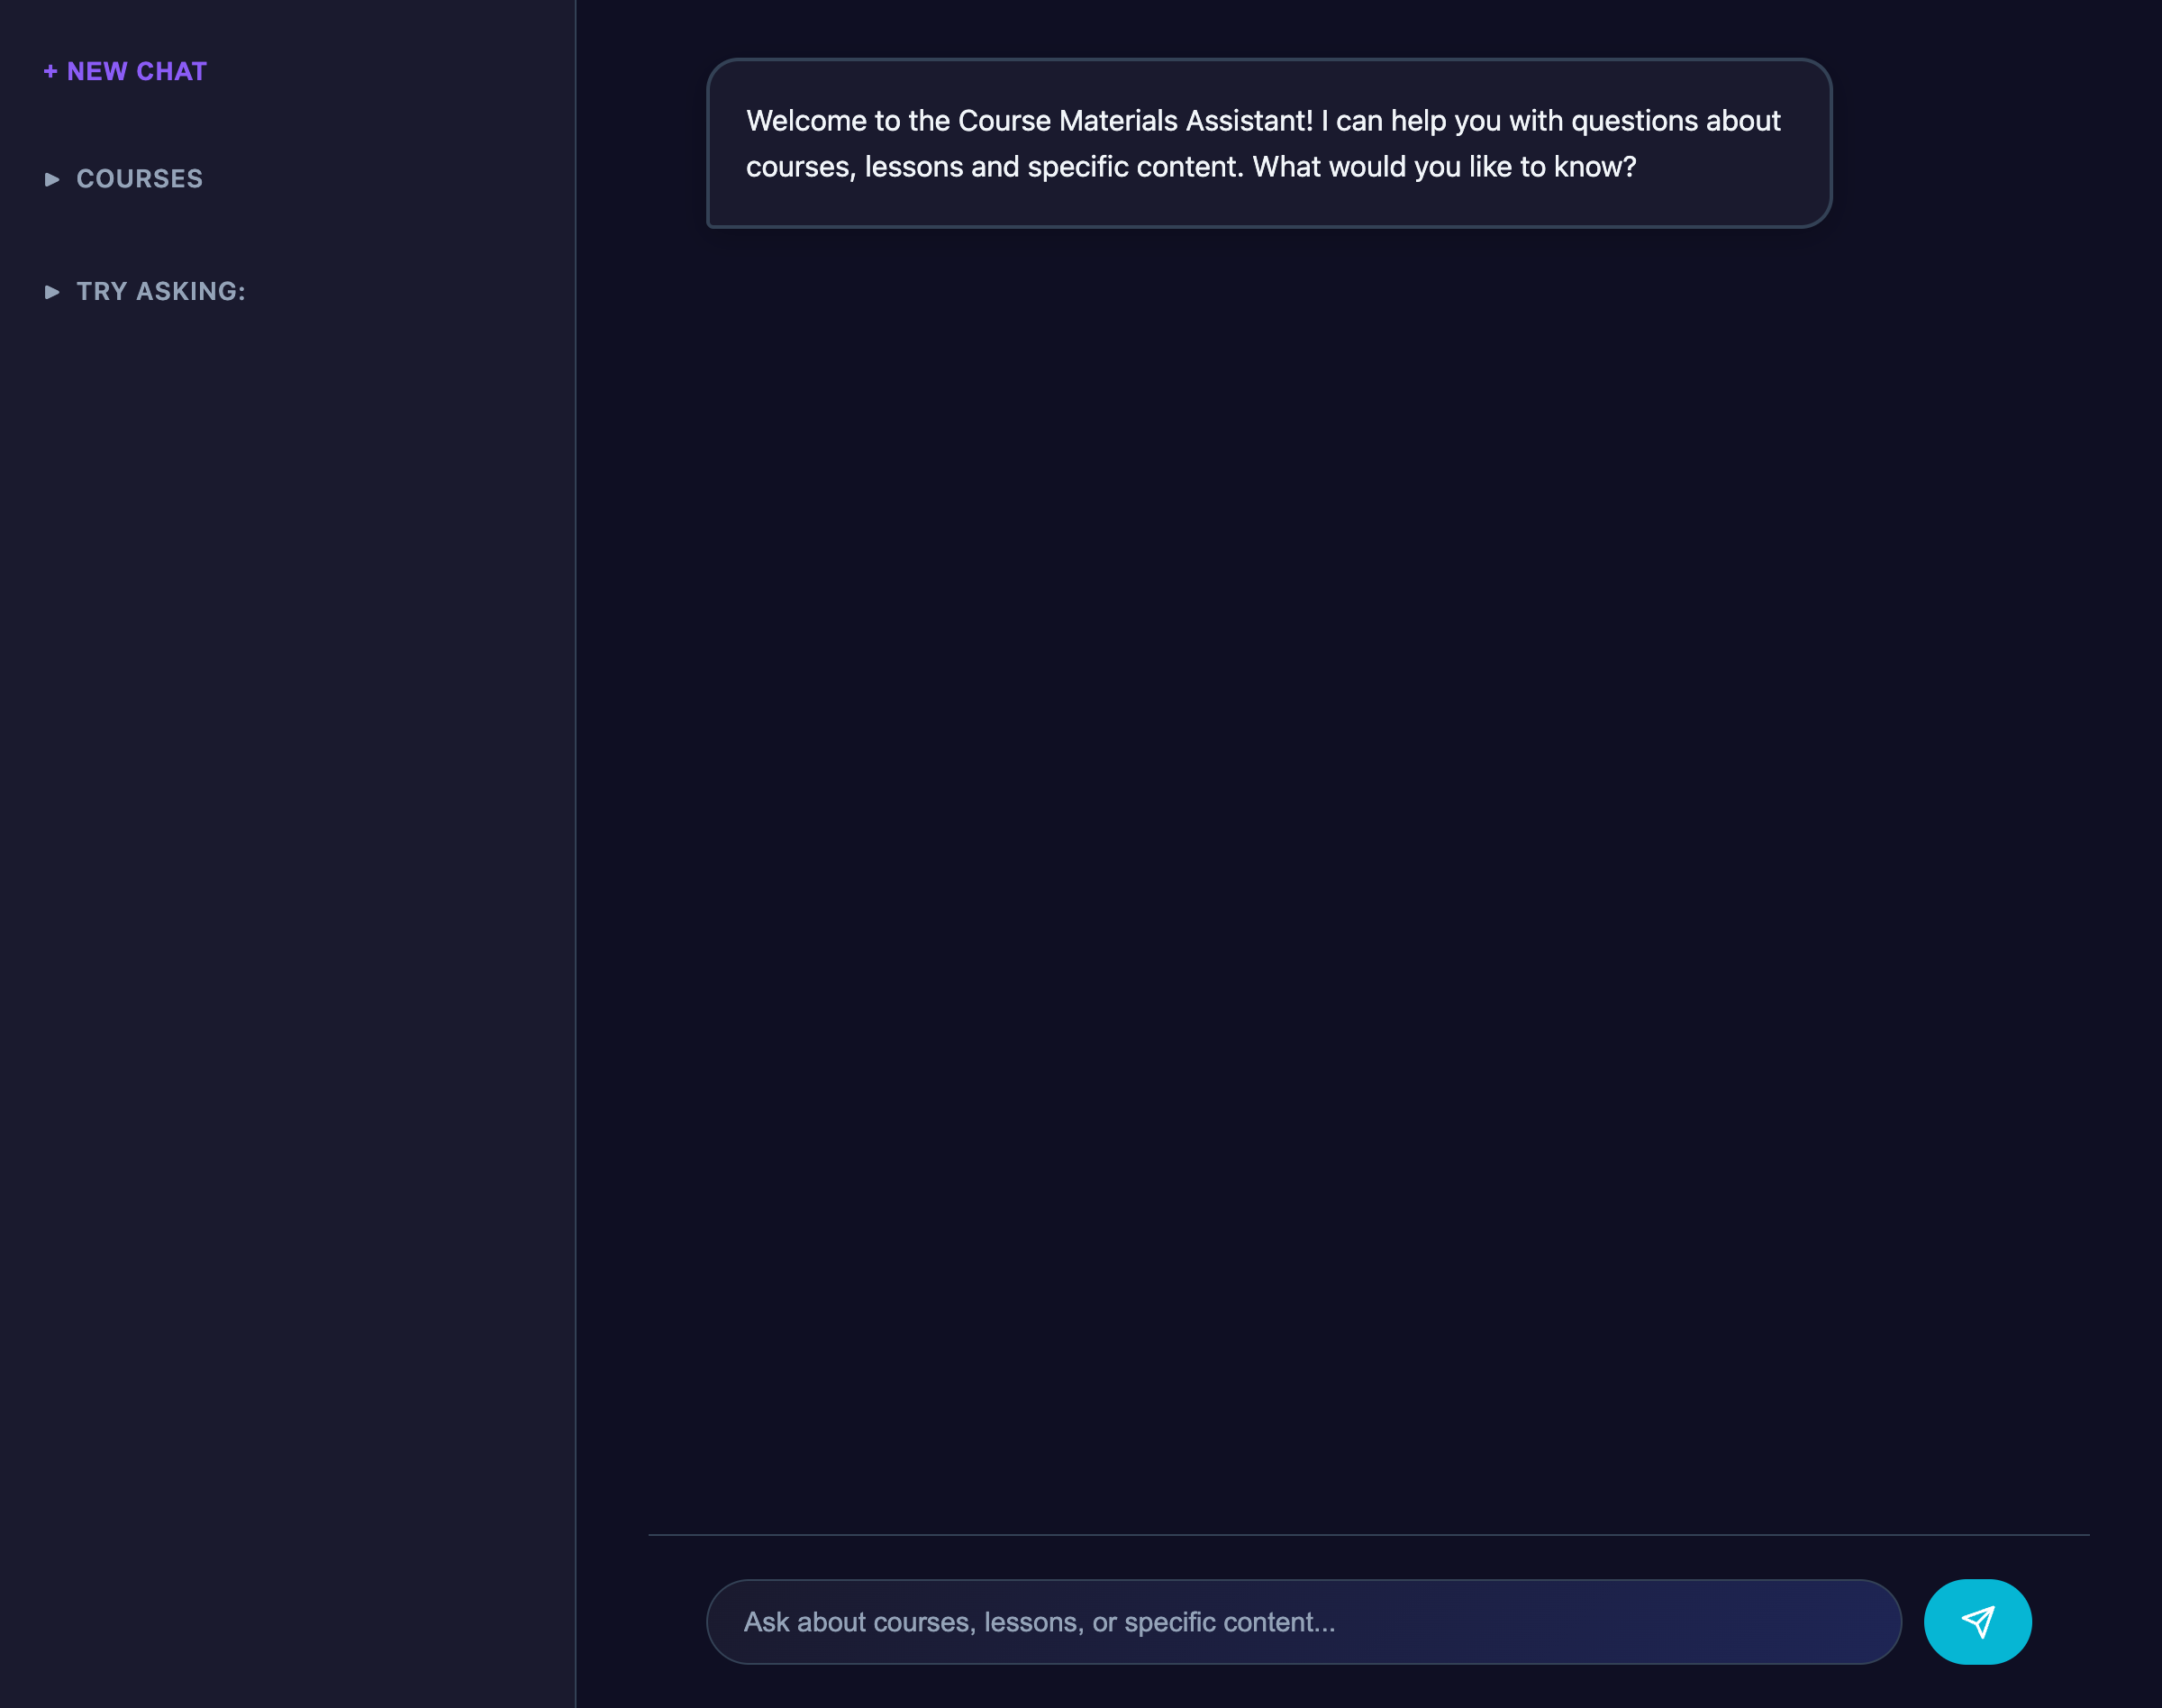 + NEW CHAT
COURSES
TRY ASKING:
Welcome to the Course Materials Assistant! I can help you with questions about
courses, lessons and specific content. What would you like to know?
Ask about courses, lessons, or specific content...